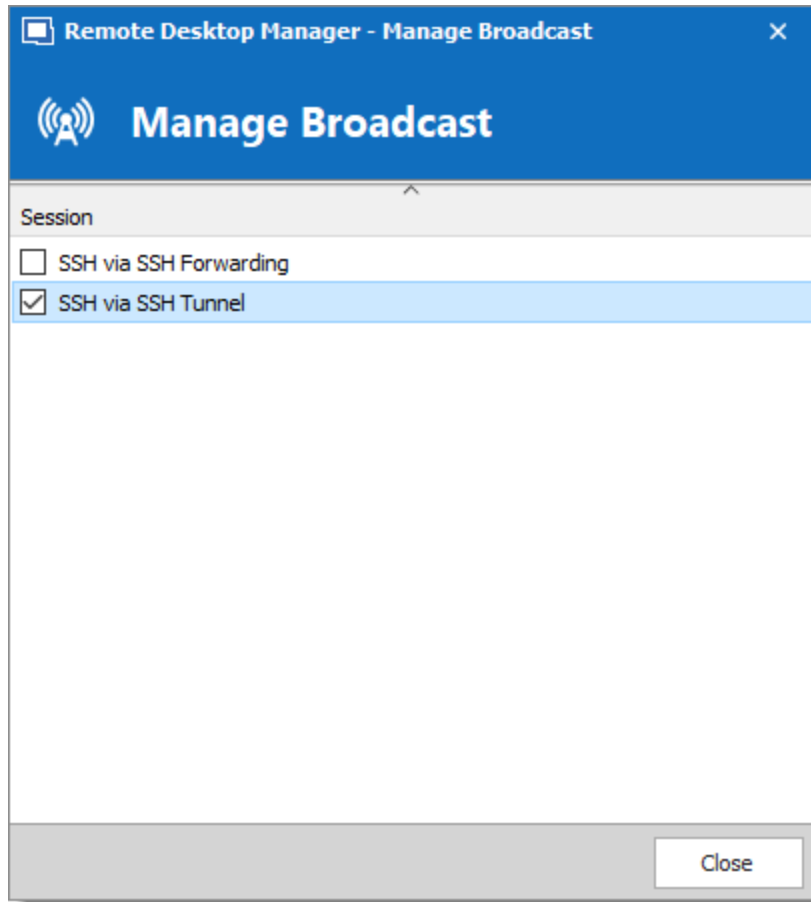 Remote Desktop Manager - Manage Broadcast
Manage Broadcast
Session
SSH via SSH Forwarding
SSH via SSH Tunnel
Close